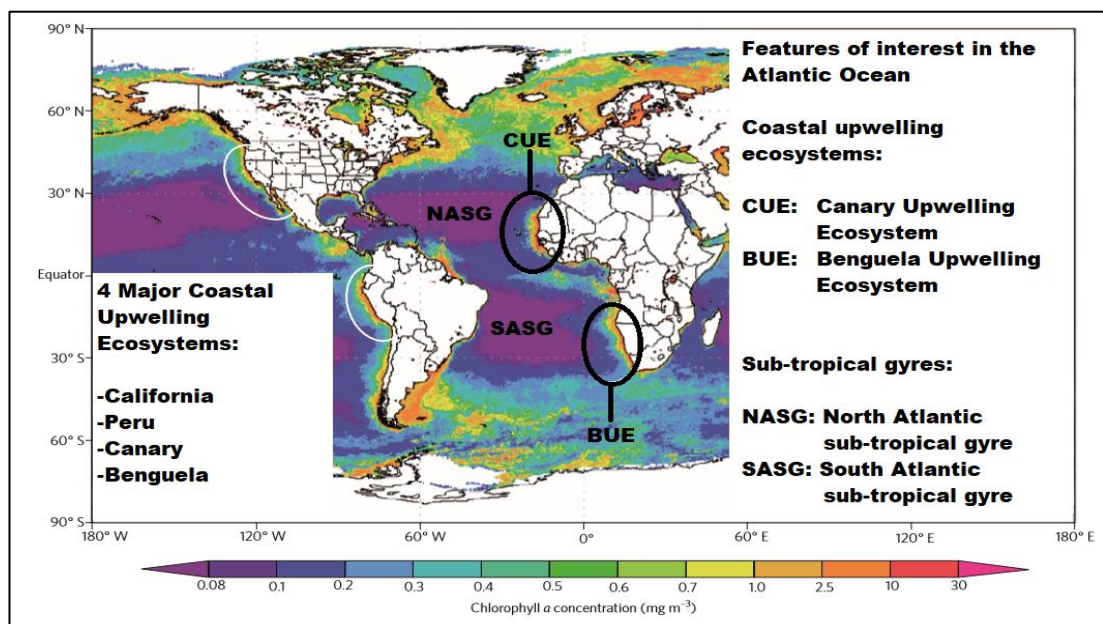 90° N
60° N
30° N
Equator
30° S
60° S
90° S
180° W
120° W
60° W
0°
60° E
120° E
180° E
CUE
NASG
SASG
BUE
4 Major Coastal
Upwelling
Ecosystems:
-California
-Peru
-Canary
-Benguela
Features of interest in the
Atlantic Ocean
Coastal upwelling
ecosystems:
CUE: Canary Upwelling
Ecosystem
BUE: Benguela Upwelling
Ecosystem
Sub-tropical gyres:
NASG: North Atlantic
sub-tropical gyre
SASG: South Atlantic
sub-tropical gyre
0.08 0.1 0.2 0.3 0.4 0.5 0.6 0.7 1.0 2.5 10 30
Chlorophyll a concentration (mg m⁻³)